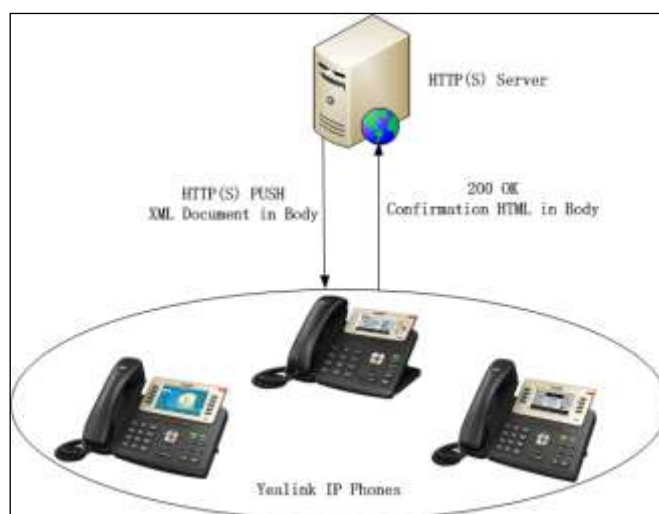 HTTP(S) Server
HTTP(S) PUSH
XML Document in Body
200 OK
Confirmation HTML in Body
Yealink IP Phones